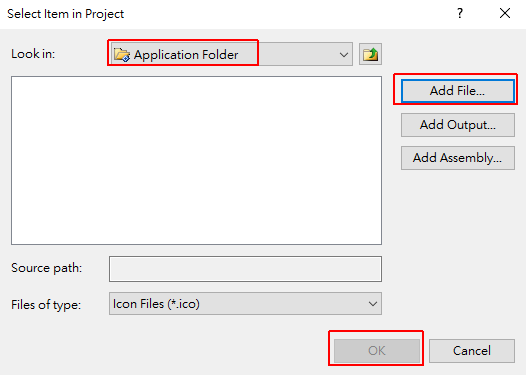 Select Item in Project
?
Look in:
Application Folder
Add File...
Add Output...
Add Assembly...
Source path:
Files of type:
Icon Files (*.ico)
OK
Cancel